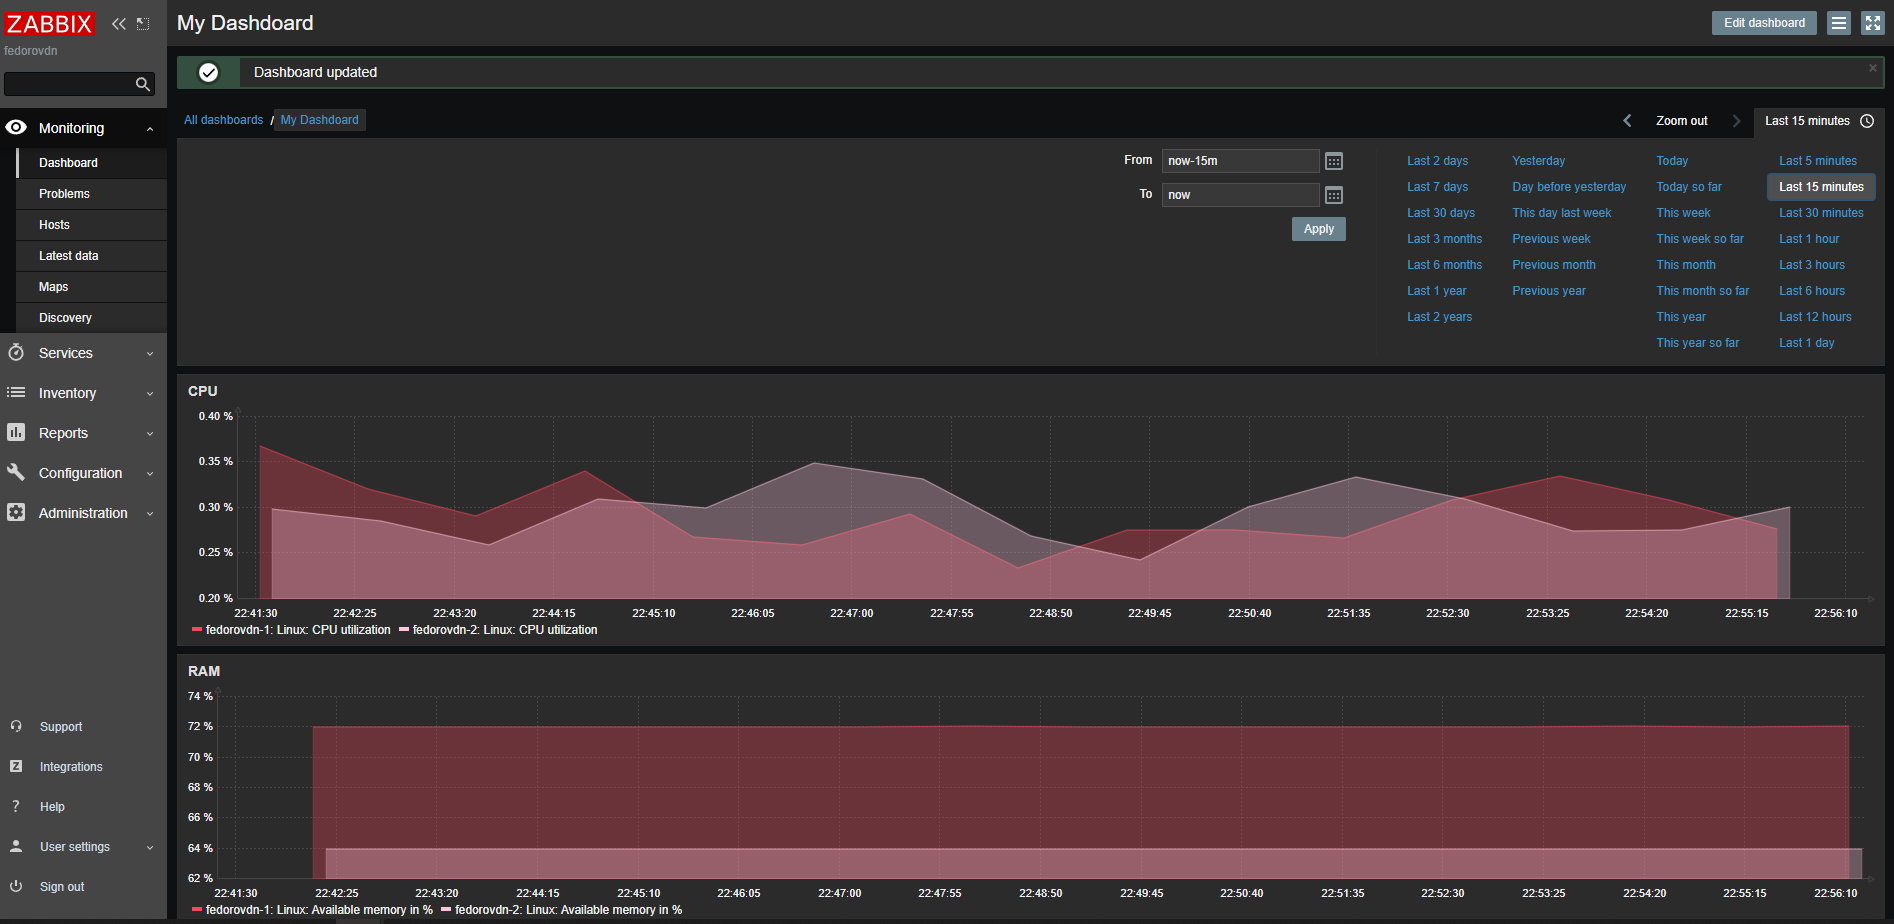 ZABBIX
fedorovdn
Monitoring
Dashboard
Problems
Hosts
Latest data
Maps
Discovery
Services
Inventory
Reports
Configuration
Administration
Support
Integrations
Help
User settings
Sign out
My Dashdoard
Edit dashboard
Dashboard updated
All dashboards / My Dashdoard
Zoom out
Last 15 minutes
From now-15m
To now
Apply
Last 2 days Yesterday Today Last 5 minutes
Last 7 days Day before yesterday Today so far Last 15 minutes
Last 30 days This day last week This week Last 30 minutes
Last 3 months Previous week This week so far Last 1 hour
Last 6 months Previous month This month Last 3 hours
Last 1 year Previous year This month so far Last 6 hours
Last 2 years This year Last 12 hours
This year so far Last 1 day
CPU
0.40 %
0.35 %
0.30 %
0.25 %
0.20 %
22:41:30 22:42:25 22:43:20 22:44:15 22:45:10 22:46:05 22:47:00 22:47:55 22:48:50 22:49:45 22:50:40 22:51:35 22:52:30 22:53:25 22:54:20 22:55:15 22:56:10
fedorovdn-1: Linux: CPU utilization fedorovdn-2: Linux: CPU utilization
RAM
74 %
72 %
70 %
68 %
66 %
64 %
62 %
22:41:30 22:42:25 22:43:20 22:44:15 22:45:10 22:46:05 22:47:00 22:47:55 22:48:50 22:49:45 22:50:40 22:51:35 22:52:30 22:53:25 22:54:20 22:55:15 22:56:10
fedorovdn-1: Linux: Available memory in % fedorovdn-2: Linux: Available memory in %